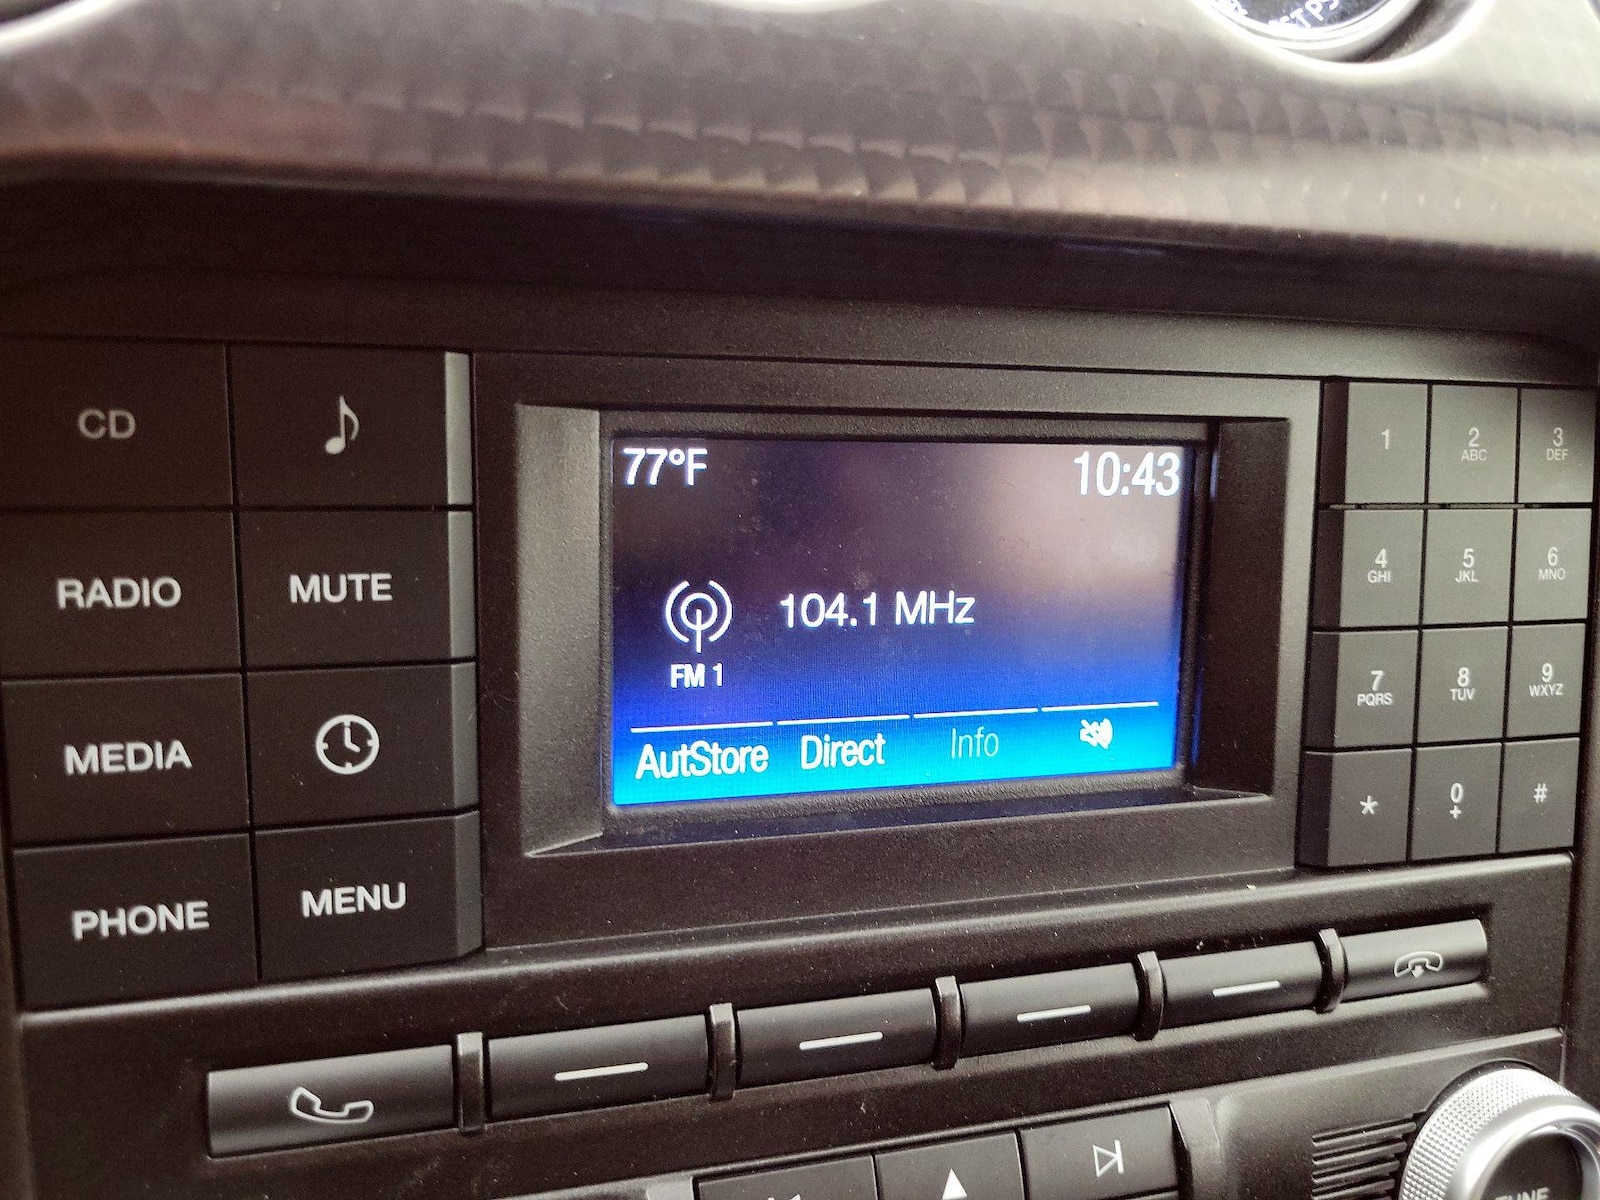 CD
RADIO
MUTE
MEDIA
PHONE
MENU
77°F
10:43
104.1 MHz
FM 1
AutStore Direct Info
1 2 ABC 3 DEF
4 GHI 5 JKL 6 MNO
7 PQRS 8 TUV 9 WXYZ
* 0 + #